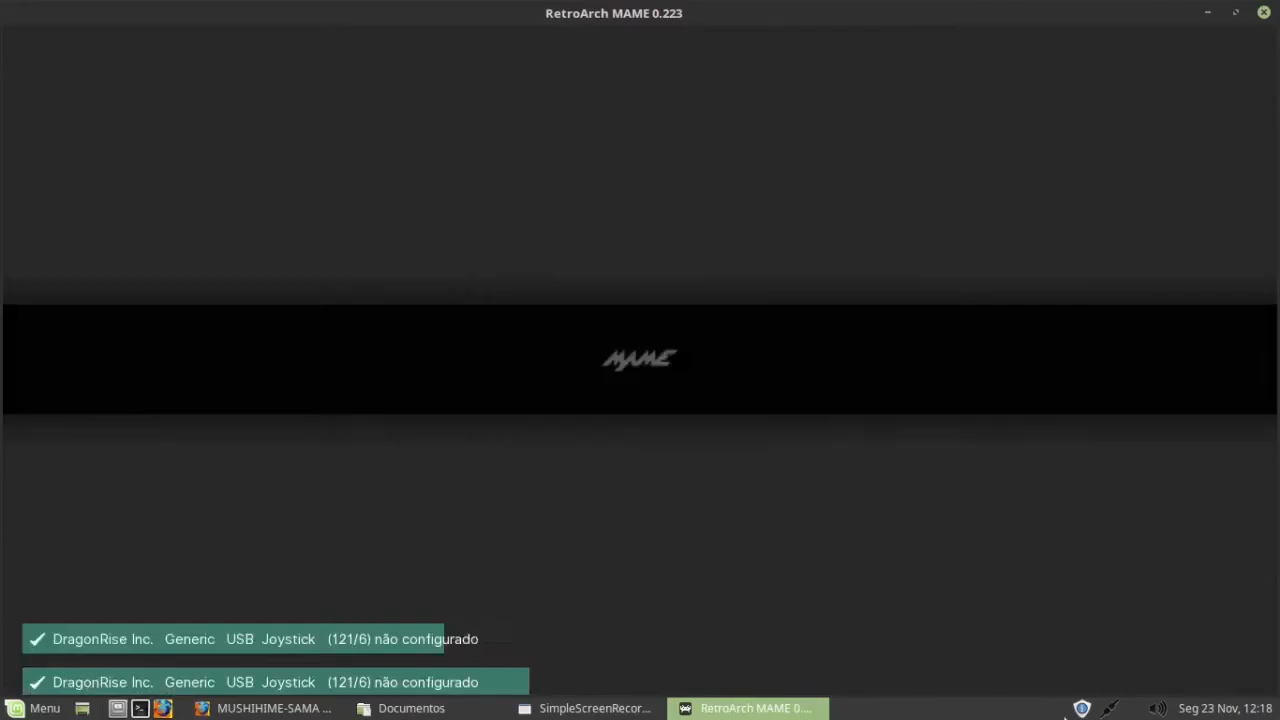 RetroArch MAME 0.223
MAME
DragonRise Inc. Generic USB Joystick (121/6) não configurado
DragonRise Inc. Generic USB Joystick (121/6) não configurado
Menu MUSHIHIME-SAMA ... Documentos SimpleScreenRecor... RetroArch MAME 0.... Seg 23 Nov, 12:18